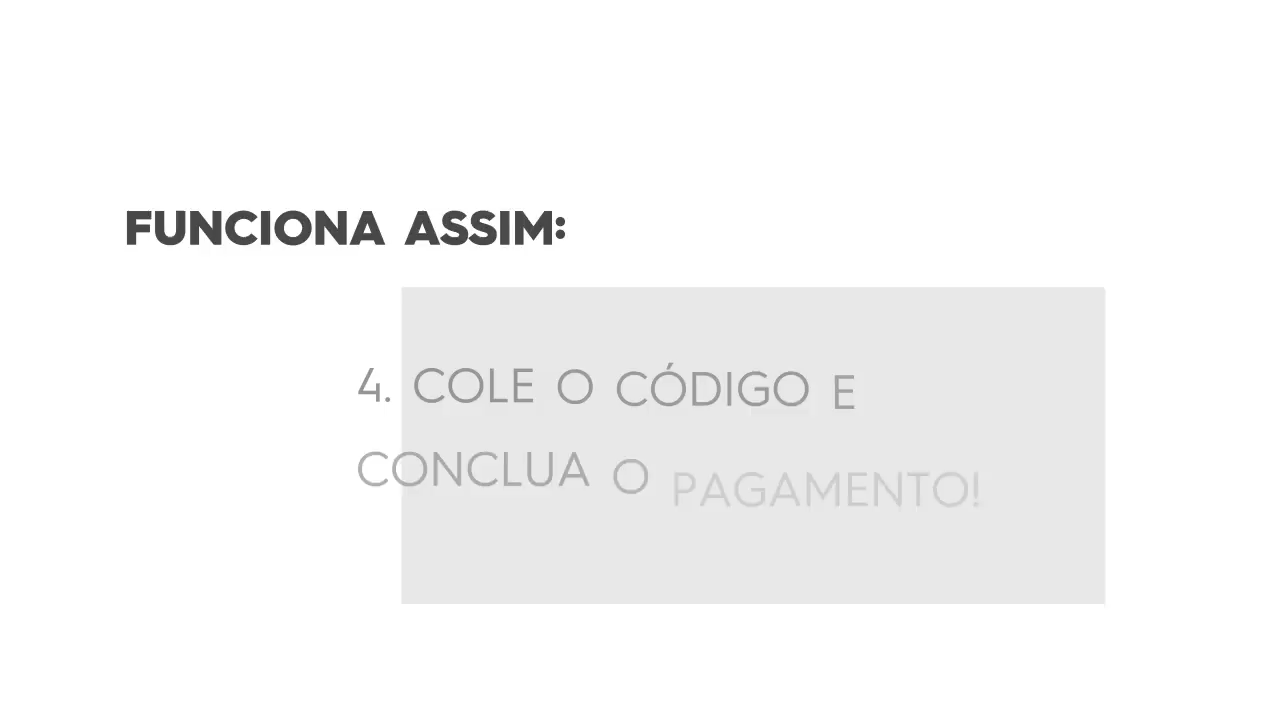 FUNCIONA ASSIM:
4. COLE O CÓDIGO E
CONCLUA O PAGAMENTO!